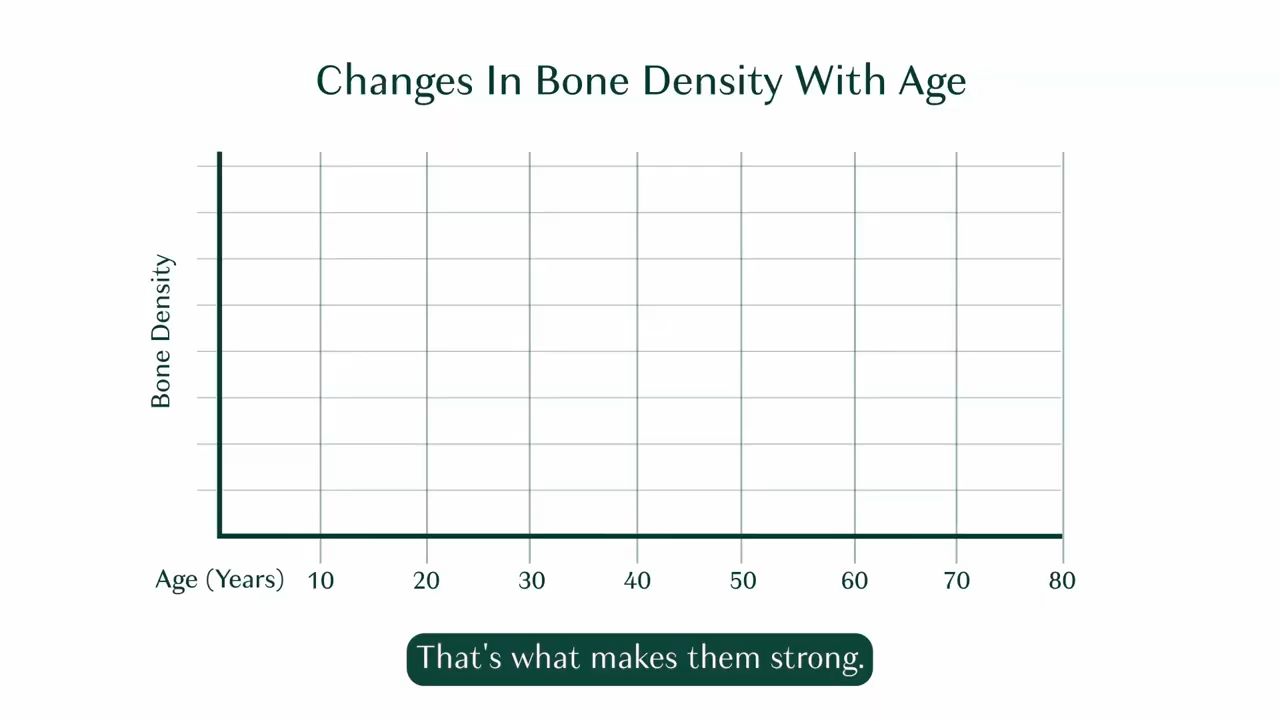 Changes In Bone Density With Age
Bone Density
Age (Years) 10 20 30 40 50 60 70 80
That's what makes them strong.